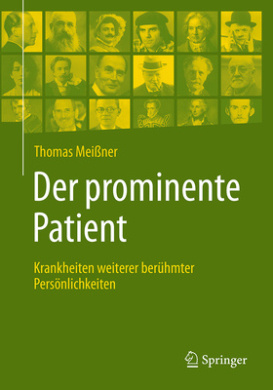 Thomas Meißner
Der prominente
Patient
Krankheiten weiterer berühmter
Persönlichkeiten
Springer